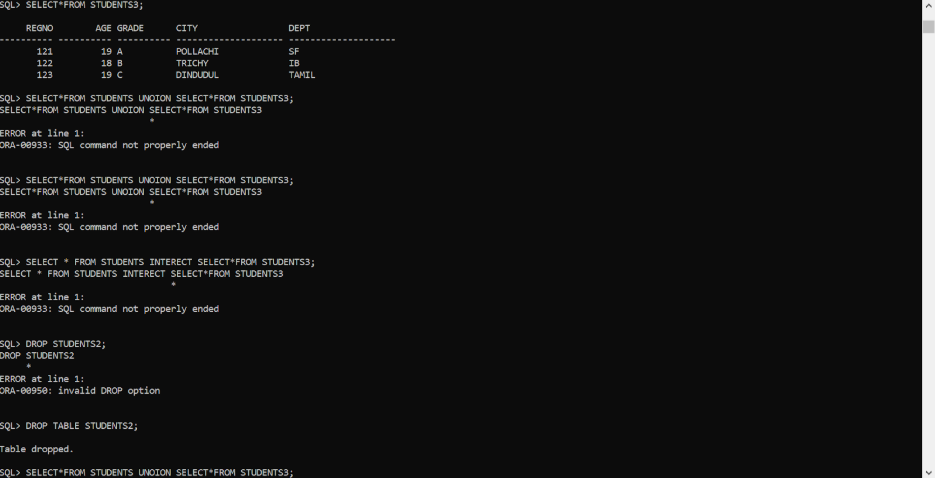 SQL> SELECT*FROM STUDENTS3;
REGNO AGE GRADE CITY DEPT
---------- ---------- ---------- -------------------- --------------------
121 19 A POLLACHI SF
122 18 B TRICHY IB
123 19 C DINDUDUL TAMIL
SQL> SELECT*FROM STUDENTS UNOION SELECT*FROM STUDENTS3;
SELECT*FROM STUDENTS UNOION SELECT*FROM STUDENTS3
*
ERROR at line 1:
ORA-00933: SQL command not properly ended
SQL> SELECT*FROM STUDENTS UNOION SELECT*FROM STUDENTS3;
SELECT*FROM STUDENTS UNOION SELECT*FROM STUDENTS3
*
ERROR at line 1:
ORA-00933: SQL command not properly ended
SQL> SELECT * FROM STUDENTS INTERECT SELECT*FROM STUDENTS3;
SELECT * FROM STUDENTS INTERECT SELECT*FROM STUDENTS3
*
ERROR at line 1:
ORA-00933: SQL command not properly ended
SQL> DROP STUDENTS2;
DROP STUDENTS2
*
ERROR at line 1:
ORA-00950: invalid DROP option
SQL> DROP TABLE STUDENTS2;
Table dropped.
SQL> SELECT*FROM STUDENTS UNOION SELECT*FROM STUDENTS3;